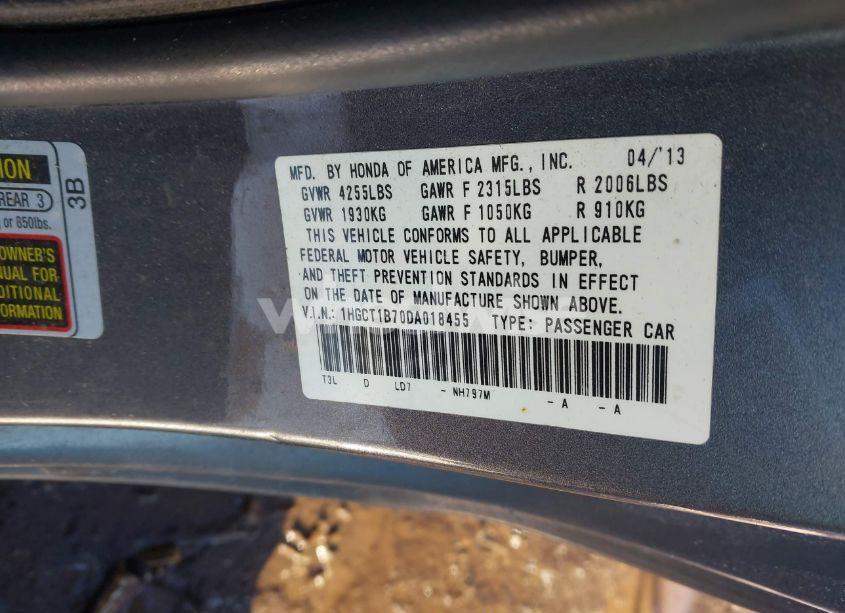 ION
REAR 3
or 850lbs.
OWNER'S
NUAL FOR
DITIONAL
FORMATION
3B
MFD. BY HONDA OF AMERICA MFG., INC. 04/'13
GVWR 4255LBS GAWR F 2315LBS R 2006LBS
GVWR 1930KG GAWR F 1050KG R 910KG
THIS VEHICLE CONFORMS TO ALL APPLICABLE
FEDERAL MOTOR VEHICLE SAFETY, BUMPER,
AND THEFT PREVENTION STANDARDS IN EFFECT
ON THE DATE OF MANUFACTURE SHOWN ABOVE.
V.I.N.: 1HGCT1B70DA018455 TYPE: PASSENGER CAR
T3L D LD7 - NH797M - A - A